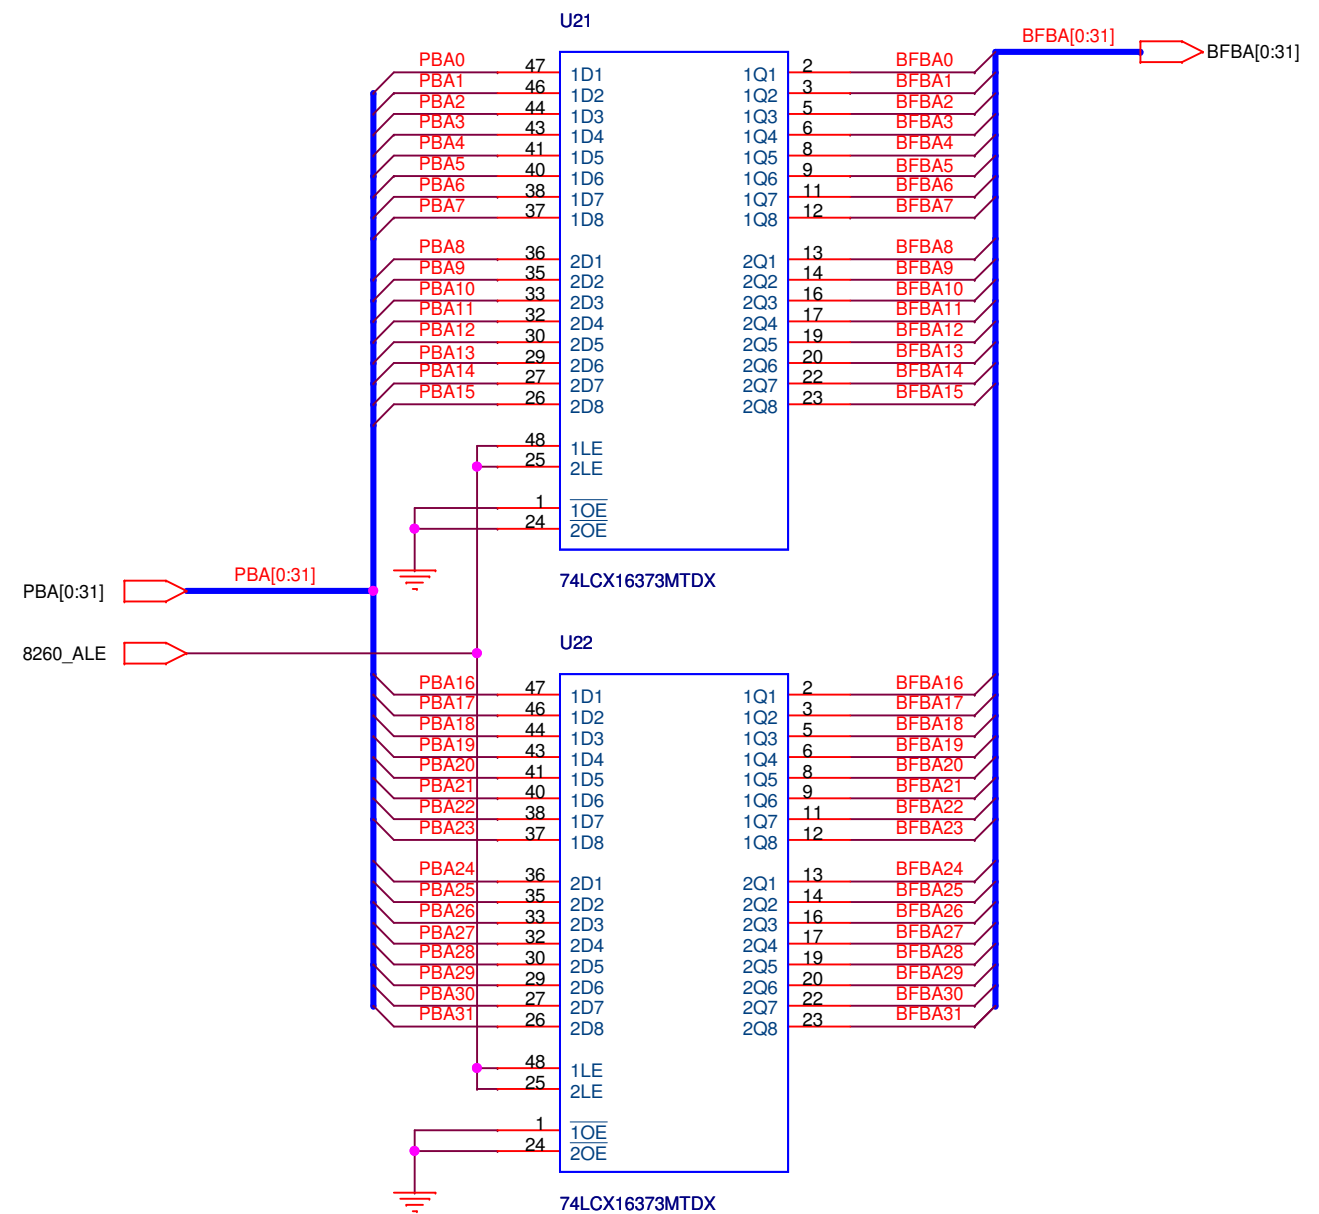 U21
BFBA[0:31] BFBA[0:31]
PBA0 47 1D1 1Q1 2 BFBA0
PBA1 46 1D2 1Q2 3 BFBA1
PBA2 44 1D3 1Q3 5 BFBA2
PBA3 43 1D4 1Q4 6 BFBA3
PBA4 41 1D5 1Q5 8 BFBA4
PBA5 40 1D6 1Q6 9 BFBA5
PBA6 38 1D7 1Q7 11 BFBA6
PBA7 37 1D8 1Q8 12 BFBA7
PBA8 36 2D1 2Q1 13 BFBA8
PBA9 35 2D2 2Q2 14 BFBA9
PBA10 33 2D3 2Q3 16 BFBA10
PBA11 32 2D4 2Q4 17 BFBA11
PBA12 30 2D5 2Q5 19 BFBA12
PBA13 29 2D6 2Q6 20 BFBA13
PBA14 27 2D7 2Q7 22 BFBA14
PBA15 26 2D8 2Q8 23 BFBA15
48 1LE
25 2LE
1 1OE
24 2OE
PBA[0:31] PBA[0:31]
74LCX16373MTDX
8260_ALE
U22
PBA16 47 1D1 1Q1 2 BFBA16
PBA17 46 1D2 1Q2 3 BFBA17
PBA18 44 1D3 1Q3 5 BFBA18
PBA19 43 1D4 1Q4 6 BFBA19
PBA20 41 1D5 1Q5 8 BFBA20
PBA21 40 1D6 1Q6 9 BFBA21
PBA22 38 1D7 1Q7 11 BFBA22
PBA23 37 1D8 1Q8 12 BFBA23
PBA24 36 2D1 2Q1 13 BFBA24
PBA25 35 2D2 2Q2 14 BFBA25
PBA26 33 2D3 2Q3 16 BFBA26
PBA27 32 2D4 2Q4 17 BFBA27
PBA28 30 2D5 2Q5 19 BFBA28
PBA29 29 2D6 2Q6 20 BFBA29
PBA30 27 2D7 2Q7 22 BFBA30
PBA31 26 2D8 2Q8 23 BFBA31
48 1LE
25 2LE
1 1OE
24 2OE
74LCX16373MTDX